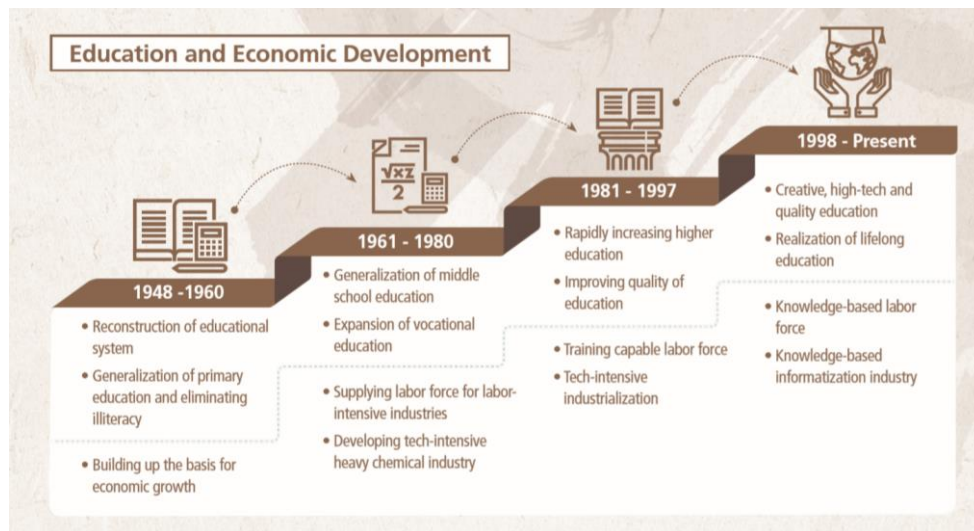 Education and Economic Development
1948 -1960
• Reconstruction of educational
system
• Generalization of primary
education and eliminating
illiteracy
• Building up the basis for
economic growth
√xz
2
1961 - 1980
• Generalization of middle
school education
• Expansion of vocational
education
• Supplying labor force for labor-
intensive industries
• Developing tech-intensive
heavy chemical industry
1981 - 1997
• Rapidly increasing higher
education
• Improving quality of
education
• Training capable labor force
• Tech-intensive
industrialization
1998 - Present
• Creative, high-tech and
quality education
• Realization of lifelong
education
• Knowledge-based labor
force
• Knowledge-based
informatization industry